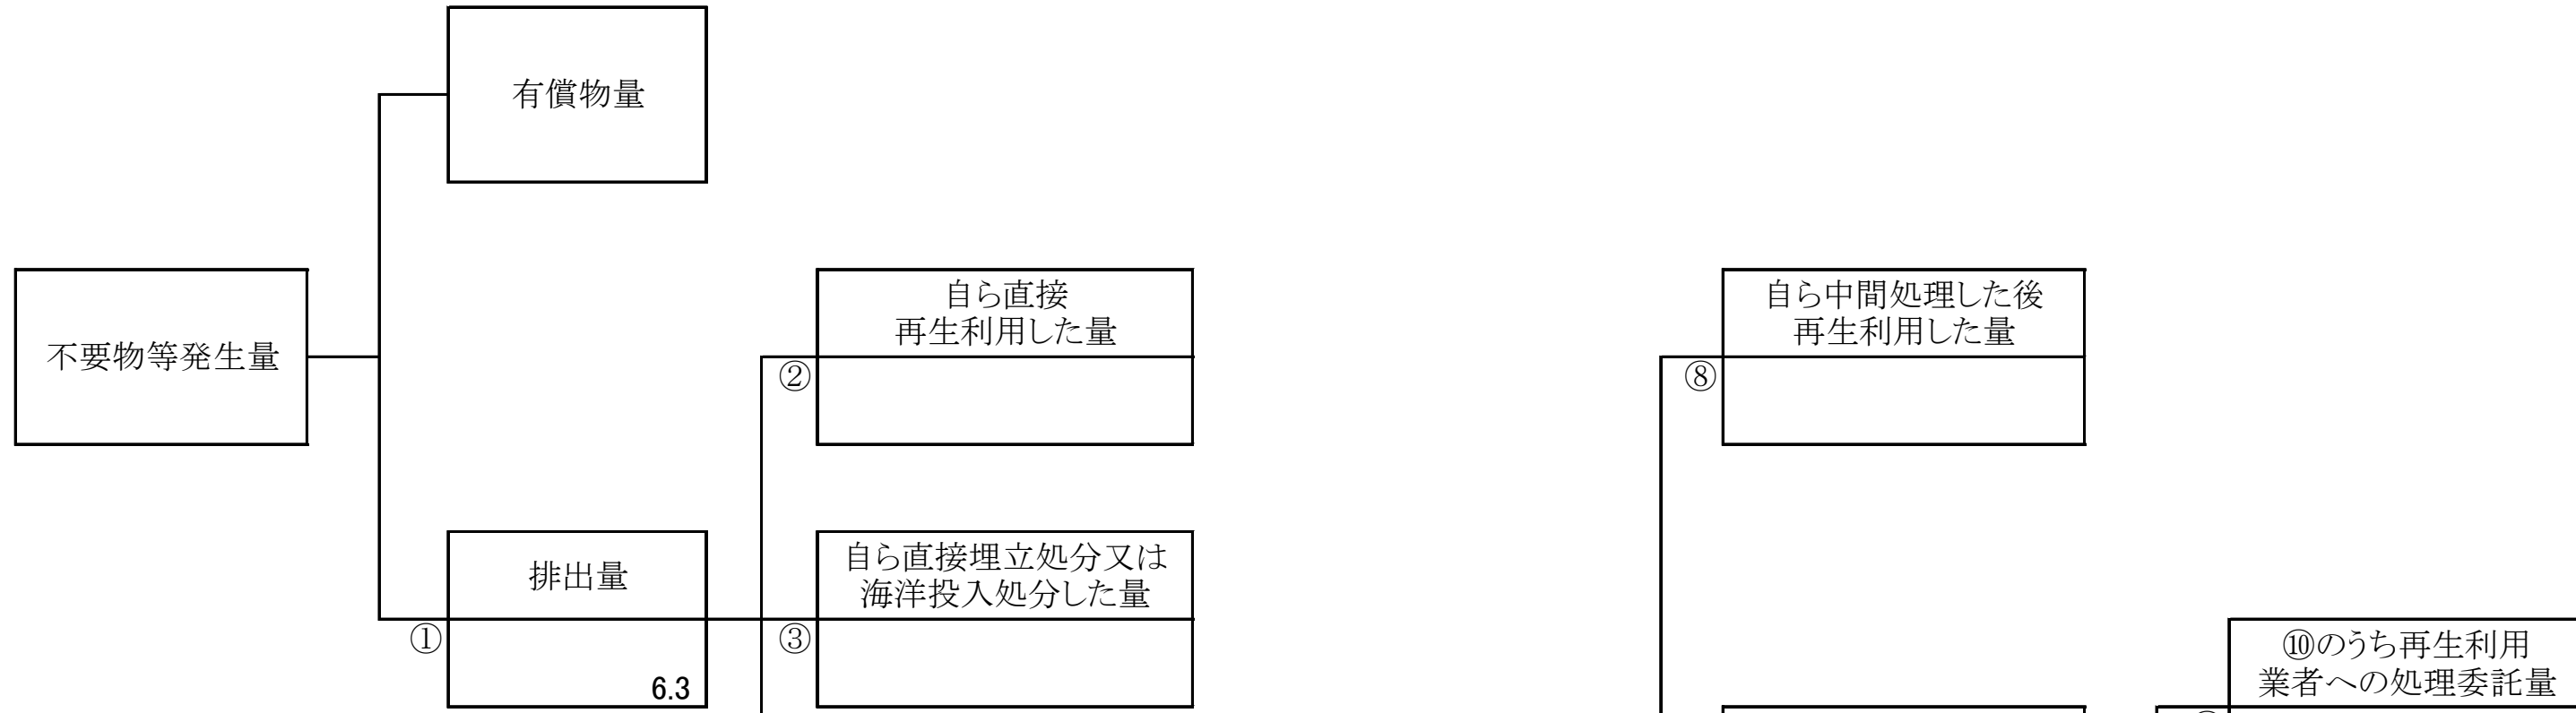 有償物量
自ら直接
再生利用した量
自ら中間処理した後
再生利用した量
不要物等発生量
②
⑧
排出量
自ら直接埋立処分又は
海洋投入処分した量
①
③
6.3
⑩のうち再生利用
業者への処理委託量